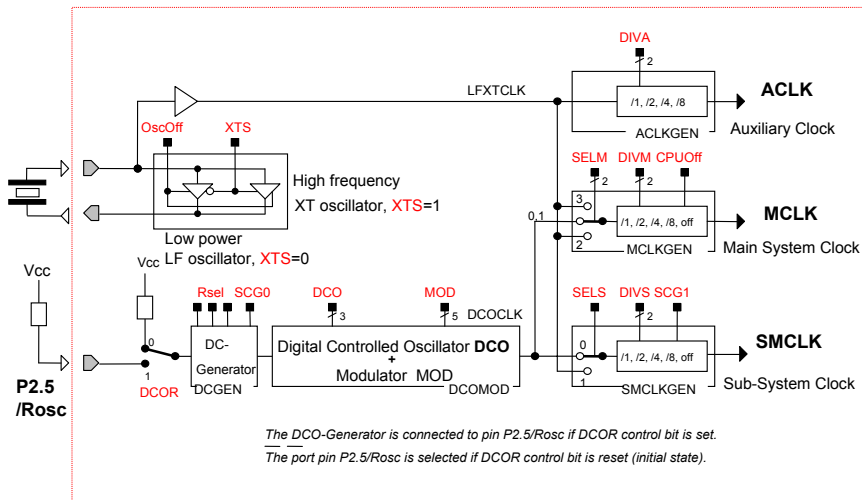 DIVA
2
LFXTCLK
/1, /2, /4, /8
ACLK
ACLKGEN
Auxiliary Clock
OscOff
XTS
High frequency
XT oscillator, XTS=1
Low power
LF oscillator, XTS=0
SELM
DIVM
CPUOff
2
2
3
0,1
2
/1, /2, /4, /8, off
MCLK
MCLKGEN
Main System Clock
Vcc
Vcc
Rsel
SCG0
DCO
MOD
3
5
DCOCLK
SELS
DIVS
SCG1
2
0
1
DCOR
P2.5
/Rosc
DC-
Generator
DCGEN
Digital Controlled Oscillator DCO
+
Modulator MOD
DCOMOD
0
1
/1, /2, /4, /8, off
SMCLK
SMCLKGEN
Sub-System Clock
The DCO-Generator is connected to pin P2.5/Rosc if DCOR control bit is set.
The port pin P2.5/Rosc is selected if DCOR control bit is reset (initial state).